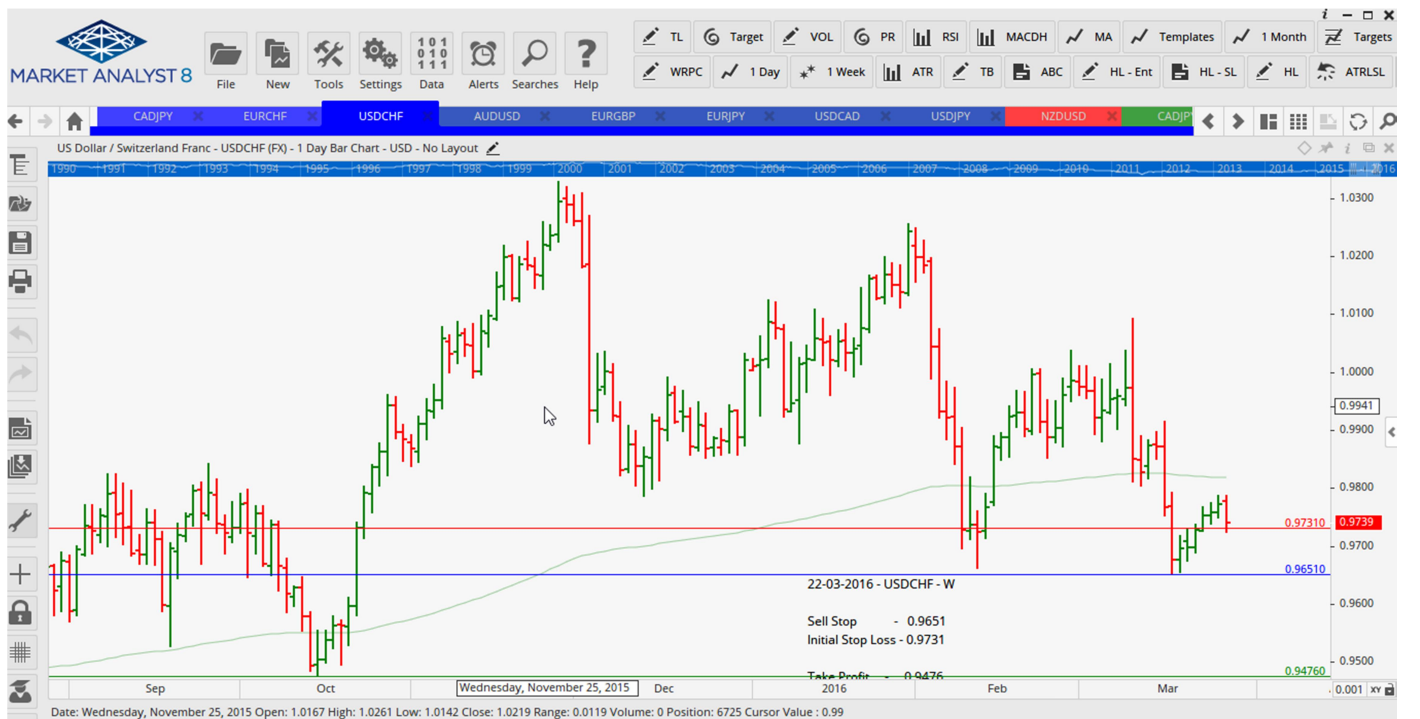 i
TL Target VOL PR RSI MACDH MA Templates 1 Month Targets
MARKET ANALYST 8
101
010
111
File New Tools Settings Data Alerts Searches Help
WRPC 1 Day 1 Week ATR TB ABC HL - Ent HL - SL HL ATRLSL
CADJPY EURCHF USDCHF AUDUSD EURGBP EURJPY USDCAD USDJPY NZDUSD CADJP
US Dollar / Switzerland Franc - USDCHF (FX) - 1 Day Bar Chart - USD - No Layout
1990 1991 1992 1993 1994 1995 1996 1997 1998 1999 2000 2001 2002 2003 2004 2005 2006 2007 2008 2009 2010 2011 2012 2013 2014 2015 2016
1.0300
1.0200
1.0100
1.0000
0.9941
0.9900
0.9800
0.97310 0.9739
0.9700
0.96510
22-03-2016 - USDCHF - W
0.9600
Sell Stop - 0.9651
Initial Stop Loss - 0.9731
0.9500
0.94760
Take Profit - 0.9476
Sep Oct Wednesday, November 25, 2015 Dec 2016 Feb Mar 0.001 XY
Date: Wednesday, November 25, 2015 Open: 1.0167 High: 1.0261 Low: 1.0142 Close: 1.0219 Range: 0.0119 Volume: 0 Position: 6725 Cursor Value : 0.99